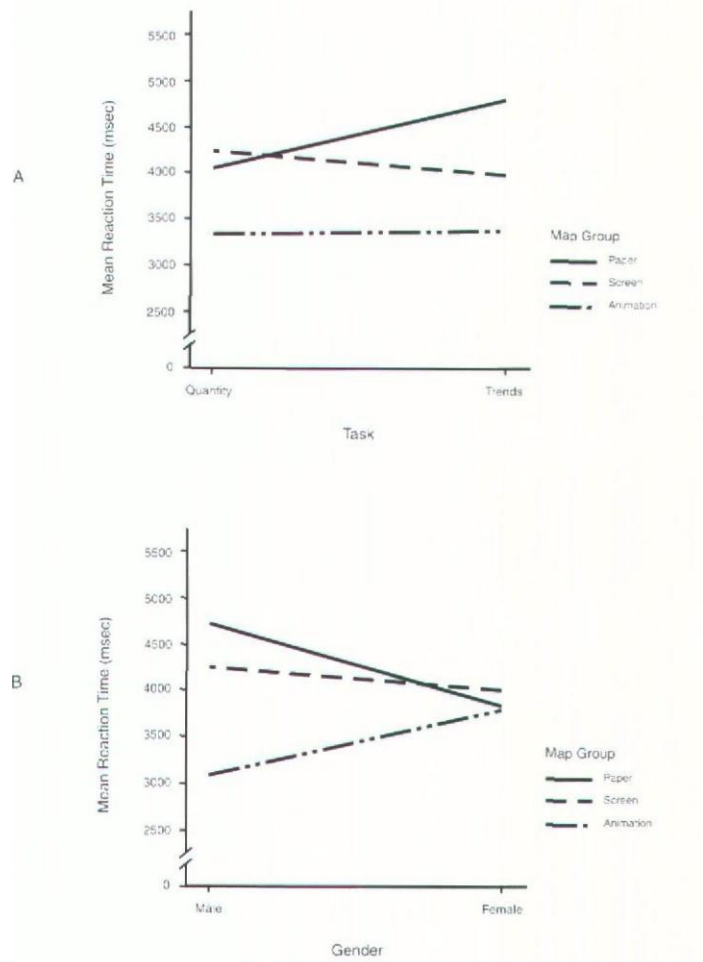 A
Mean Reaction Time (msec)
5500
5000
4500
4000
3500
3000
2500
0
Quantity
Trends
Task
Map Group
Paper
Screen
Animation
B
Mean Reaction Time (msec)
5500
5000
4500
4000
3500
3000
2500
0
Male
Female
Gender
Map Group
Paper
Screen
Animation